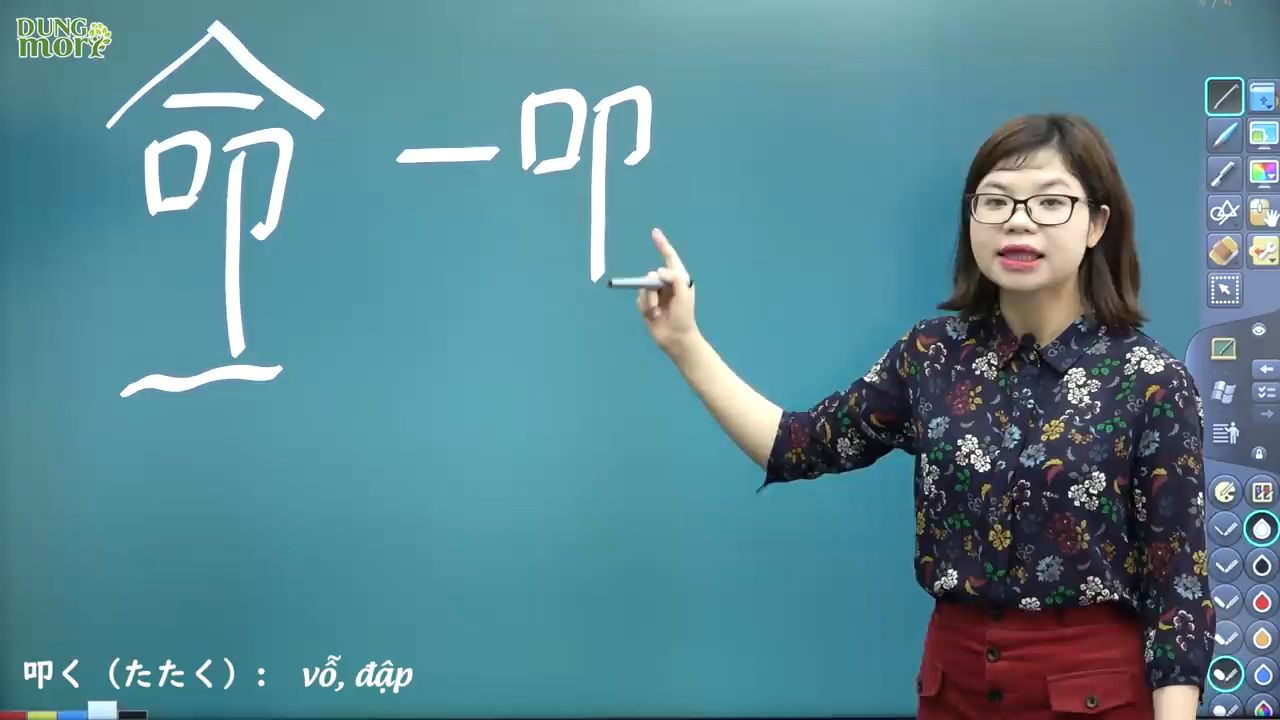 DUNG
mori
命 一 叩
叩く（たたく）： vỗ, đập